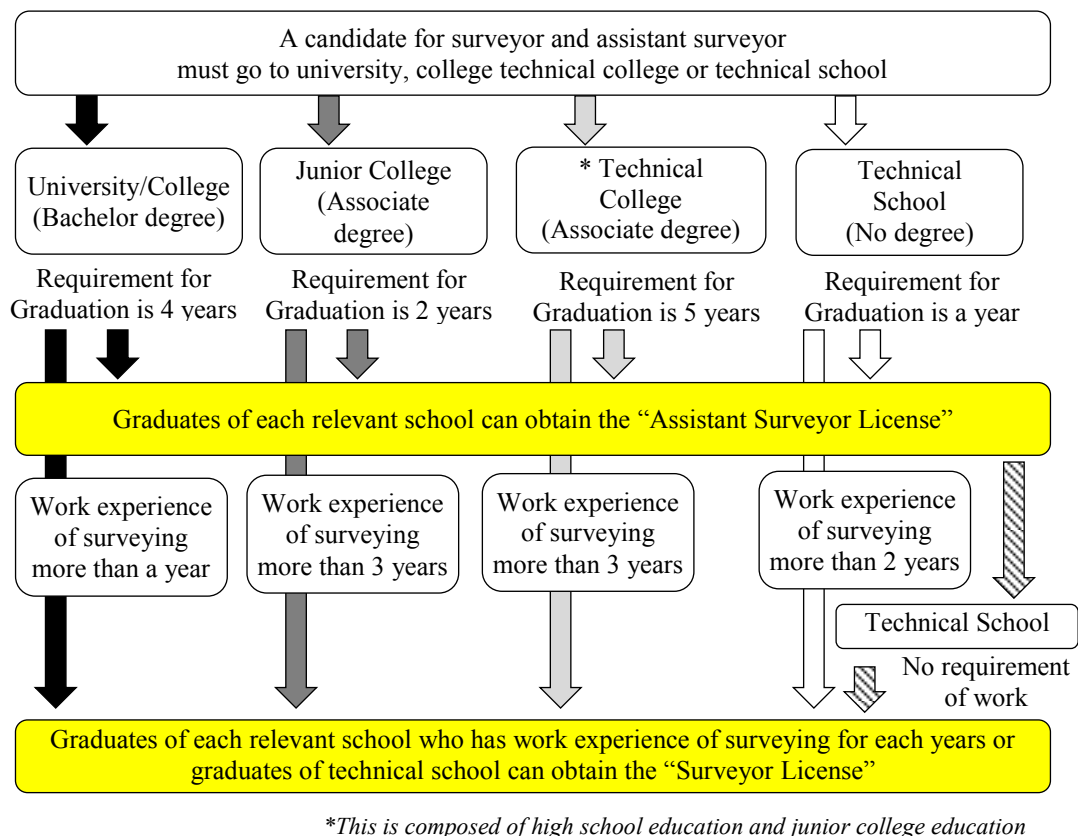 A candidate for surveyor and assistant surveyor
must go to university, college technical college or technical school
University/College
(Bachelor degree)
Junior College
(Associate
degree)
* Technical
College
(Associate degree)
Technical
School
(No degree)
Requirement for
Graduation is 4 years
Requirement for
Graduation is 2 years
Requirement for
Graduation is 5 years
Requirement for
Graduation is a year
Graduates of each relevant school can obtain the “Assistant Surveyor License”
Work experience
of surveying
more than a year
Work experience
of surveying
more than 3 years
Work experience
of surveying
more than 3 years
Work experience
of surveying
more than 2 years
Technical School
No requirement
of work
Graduates of each relevant school who has work experience of surveying for each years or
graduates of technical school can obtain the “Surveyor License”
*This is composed of high school education and junior college education